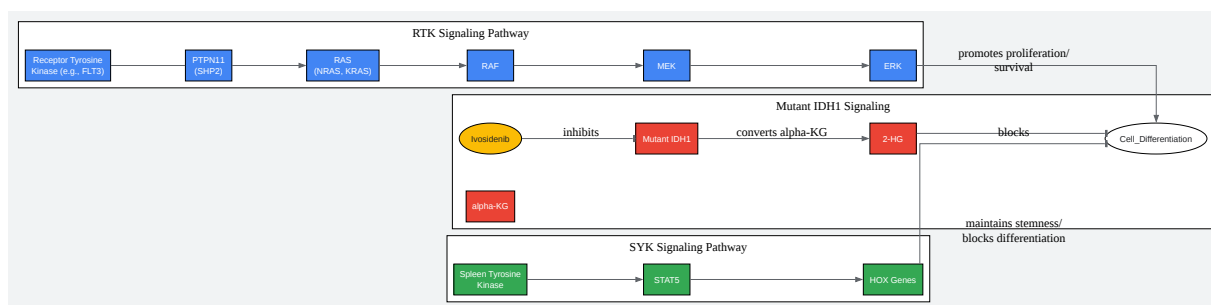 RTK Signaling Pathway
Receptor Tyrosine
Kinase (e.g., FLT3)
PTPN11
(SHP2)
RAS
(NRAS, KRAS)
RAF
MEK
ERK
promotes proliferation/
survival
Mutant IDH1 Signaling
Ivosidenib
inhibits
Mutant IDH1
converts alpha-KG
2-HG
blocks
Cell_Differentiation
alpha-KG
maintains stemness/
blocks differentiation
SYK Signaling Pathway
Spleen Tyrosine
Kinase
STAT5
HOX Genes